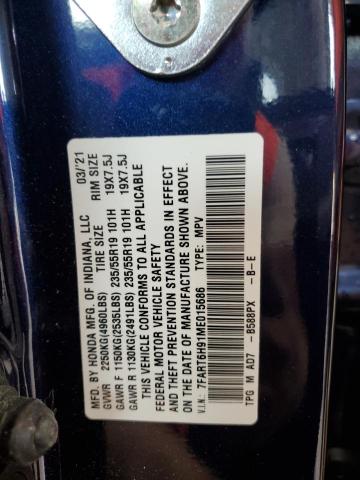 MFD. BY HONDA MFG. OF INDIANA, LLC 03/'21
GVWR 2250KG(4960LBS) TIRE SIZE RIM SIZE
GAWR F 1150KG(2535LBS) 235/55R19 101H 19X7.5J
GAWR R 1130KG(2491LBS) 235/55R19 101H 19X7.5J
THIS VEHICLE CONFORMS TO ALL APPLICABLE
FEDERAL MOTOR VEHICLE SAFETY
AND THEFT PREVENTION STANDARDS IN EFFECT
ON THE DATE OF MANUFACTURE SHOWN ABOVE.
V.I.N.: 7FART6H91ME015686 TYPE: MPV
TPG M AD7 -B588PX -B-E